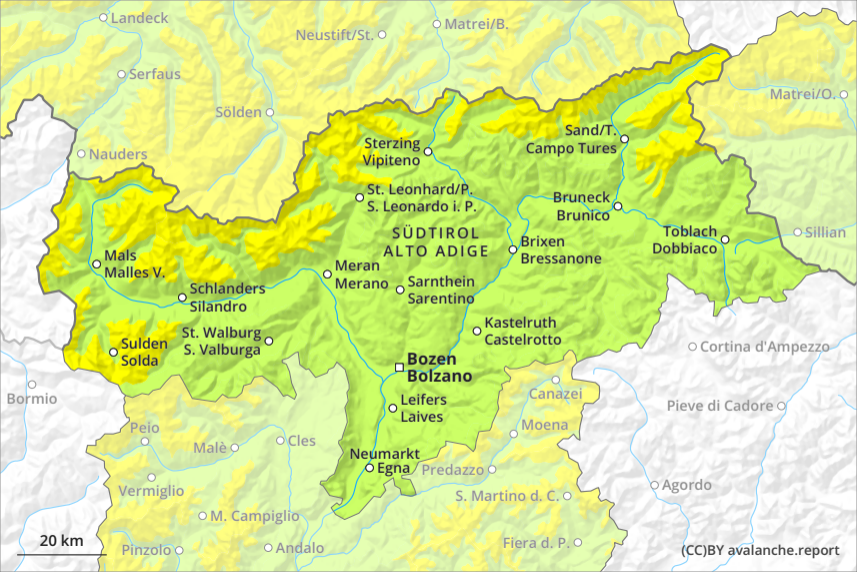 Landeck
Matrei/B.
Neustift/St.
Serfaus
Matrei/O.
Sölden
Sand/T.
Campo Tures
Sterzing
Vipiteno
Nauders
St. Leonhard/P.
S. Leonardo i. P.
Bruneck
Brunico
SÜDTIROL
ALTO ADIGE
Toblach
Dobbiaco
Sillian
Brixen
Bressanone
Mals
Malles V.
Meran
Merano
Sarnthein
Sarentino
Schlanders
Silandro
Kastelruth
Castelrotto
St. Walburg
S. Valburga
Sulden
Solda
Cortina d'Ampezzo
Bozen
Bolzano
Bormio
Canazei
Leifers
Laives
Pieve di Cadore
Peio
Moena
Malè
Cles
Neumarkt
Egna
Predazzo
Vermiglio
Agordo
S. Martino d. C.
M. Campiglio
20 km
Pinzolo
Andalo
Fiera d. P.
(CC)BY avalanche.report